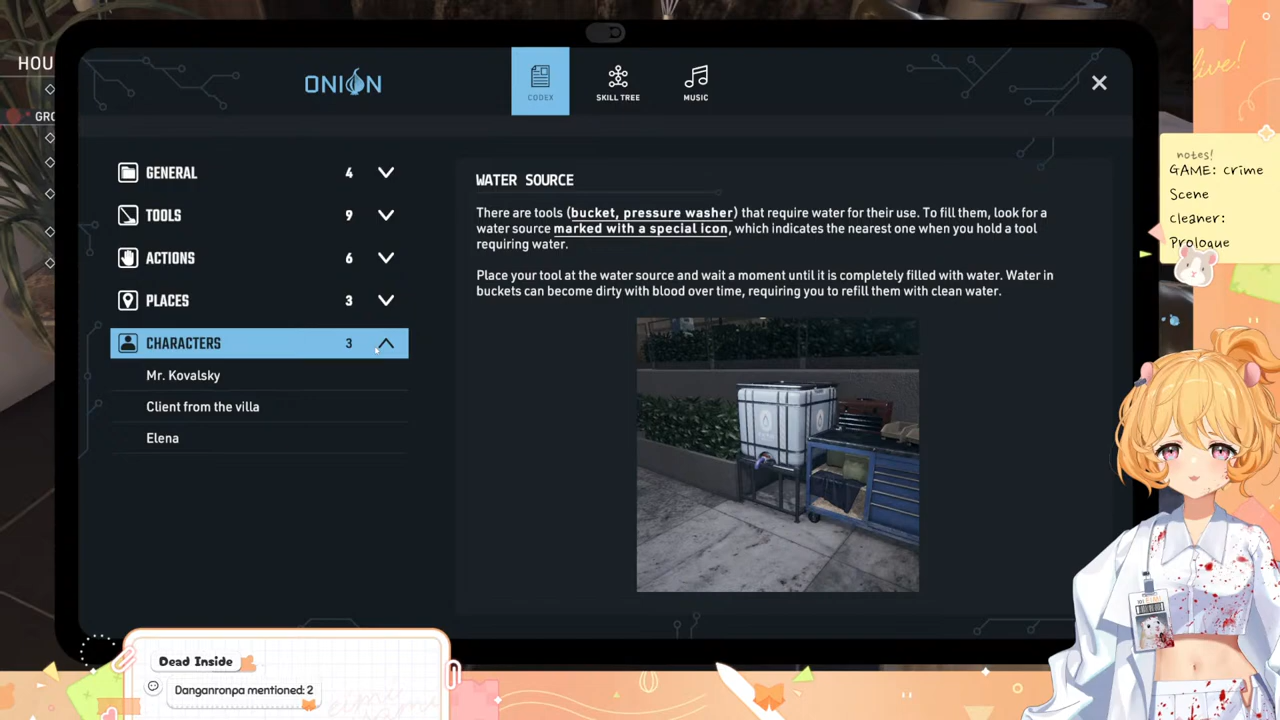 HOU
GRO
ONION
CODEX
SKILL TREE
MUSIC
GENERAL 4
TOOLS 9
ACTIONS 6
PLACES 3
CHARACTERS 3
Mr. Kovalsky
Client from the villa
Elena
WATER SOURCE
There are tools (bucket, pressure washer) that require water for their use. To fill them, look for a
water source marked with a special icon, which indicates the nearest one when you hold a tool
requiring water.
Place your tool at the water source and wait a moment until it is completely filled with water. Water in
buckets can become dirty with blood over time, requiring you to refill them with clean water.
live!
notes!
GAME: crime
Scene
cleaner:
Prologue
Dead Inside
Danganronpa mentioned: 2